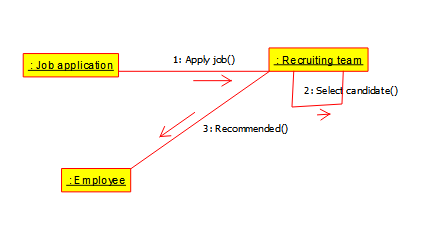 1: Apply job()
: Recruiting team
: Job application
2: Select candidate()
3: Recommended()
: Employee